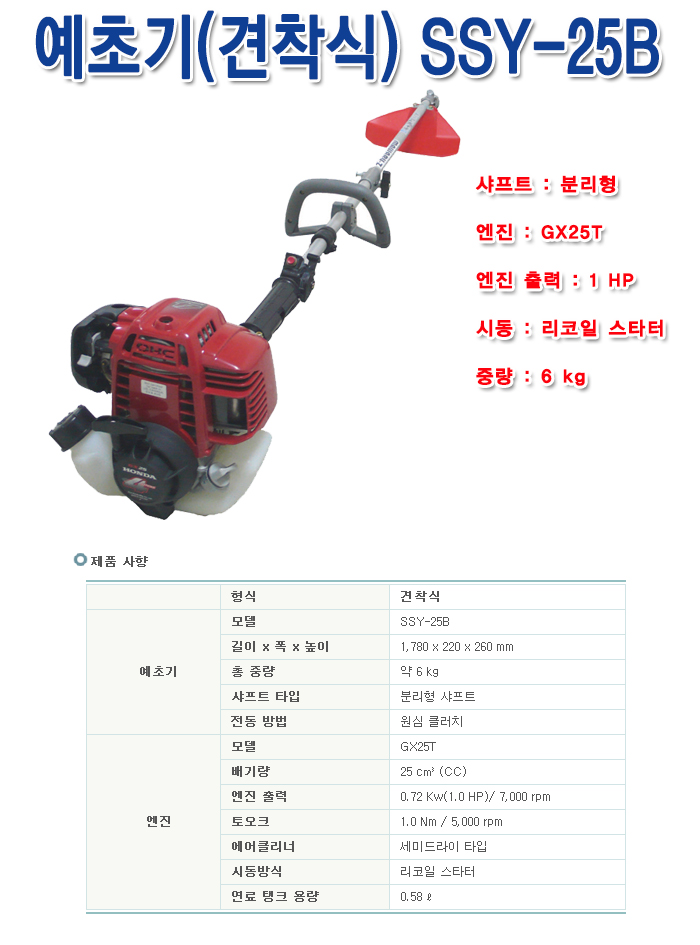 예초기(견착식) SSY-25B
샤프트 : 분리형
엔진 : GX25T
엔진 출력 : 1 HP
시동 : 리코일 스타터
중량 : 6 kg
CHC
HONDA
제품 사향
형식 견착식
예초기
모델 SSY-25B
길이 x 폭 x 높이 1,780 x 220 x 260 mm
총 중량 약 6 kg
샤프트 타입 분리형 샤프트
전동 방법 원심 클러치
엔진
모델 GX25T
배기량 25 cm³ (CC)
엔진 출력 0.72 Kw(1.0 HP)/ 7,000 rpm
토오크 1.0 Nm / 5,000 rpm
에어클리너 세미드라이 타입
시동방식 리코일 스타터
연료 탱크 용량 0.58 ℓ